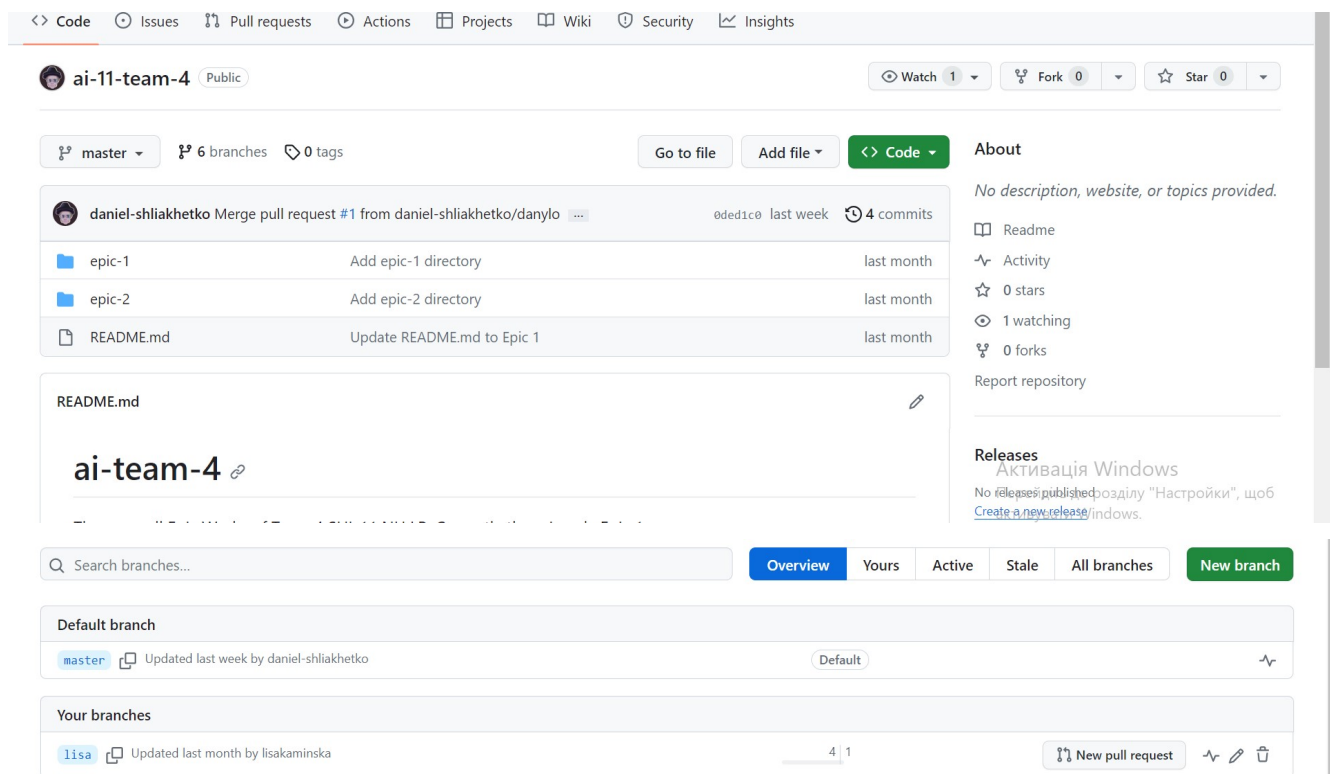 Code Issues Pull requests Actions Projects Wiki Security Insights
ai-11-team-4 Public Watch 1 Fork 0 Star 0
master 6 branches 0 tags Go to file Add file Code
daniel-shliakhetko Merge pull request #1 from daniel-shliakhetko/danylo ... 0ded1c0 last week 4 commits
epic-1 Add epic-1 directory last month
epic-2 Add epic-2 directory last month
README.md Update README.md to Epic 1 last month
README.md
ai-team-4
About
No description, website, or topics provided.
Readme
Activity
0 stars
1 watching
0 forks
Report repository
Releases
No releases published
Create a new release
Активація Windows
розділу "Настройки", щоб
Windows.
Search branches... Overview Yours Active Stale All branches New branch
Default branch
master Updated last week by daniel-shliakhetko Default
Your branches
lisa Updated last month by lisakaminska 4 1 New pull request